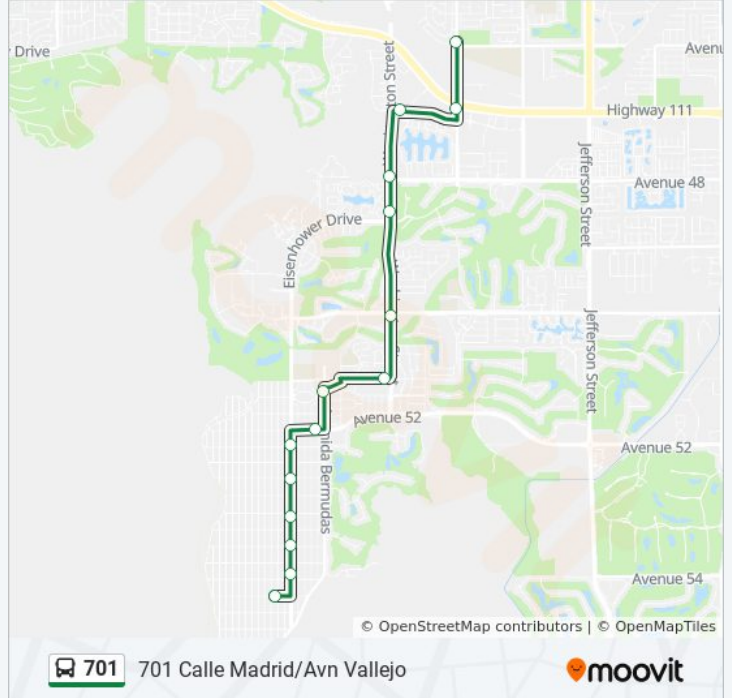 Drive
Avenu
ton Street
Highway 111
Jefferson Street
Avenue 48
Eisenhower Drive
Jefferson Street
Avenue 52
Avenue 52
nida Bermudas
Avenue 54
© OpenStreetMap contributors | © OpenMapTiles
701 701 Calle Madrid/Avn Vallejo moovit